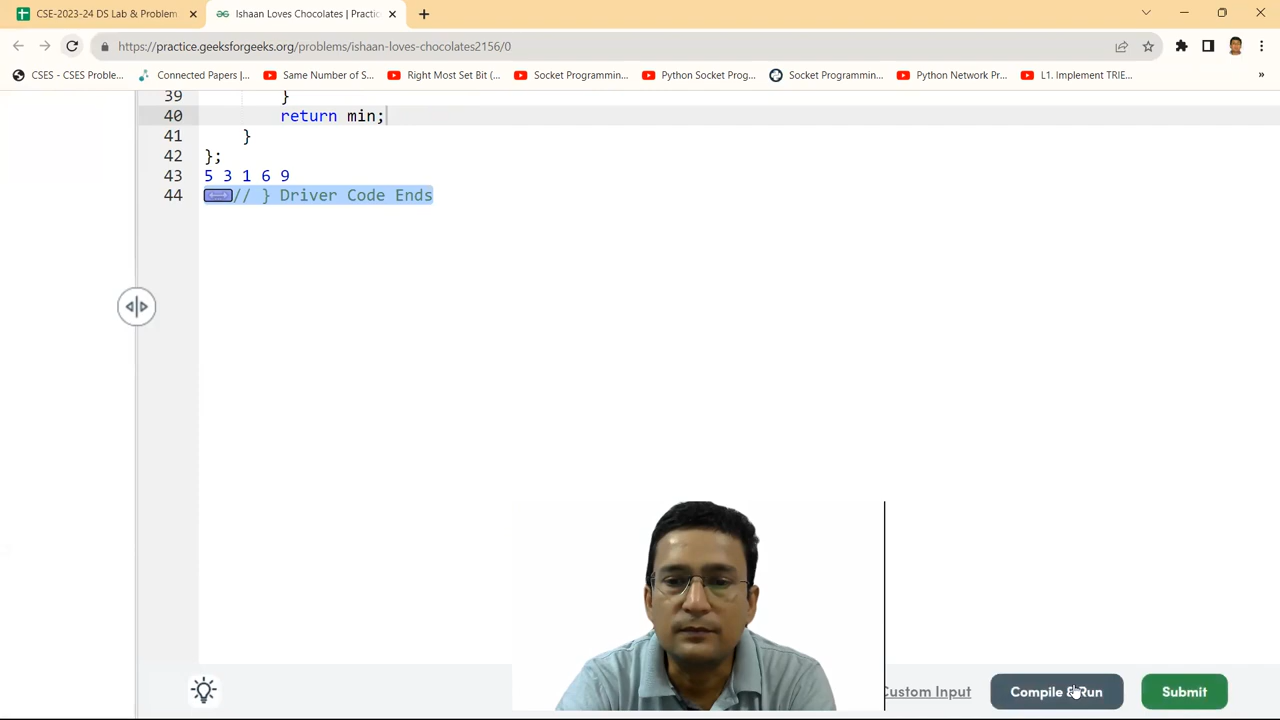 CSE-2023-24 DS Lab & Problem
Ishaan Loves Chocolates | Practi
https://practice.geeksforgeeks.org/problems/ishaan-loves-chocolates2156/0
CSES - CSES Proble...
Connected Papers |...
Same Number of S...
Right Most Set Bit (...
Socket Programmin...
Python Socket Prog...
Socket Programmin...
Python Network Pr...
L1. Implement TRIE...
»
39 }
40 return min;
41 }
42 };
43 5 3 1 6 9
44 // } Driver Code Ends
Custom Input
Compile & Run
Submit